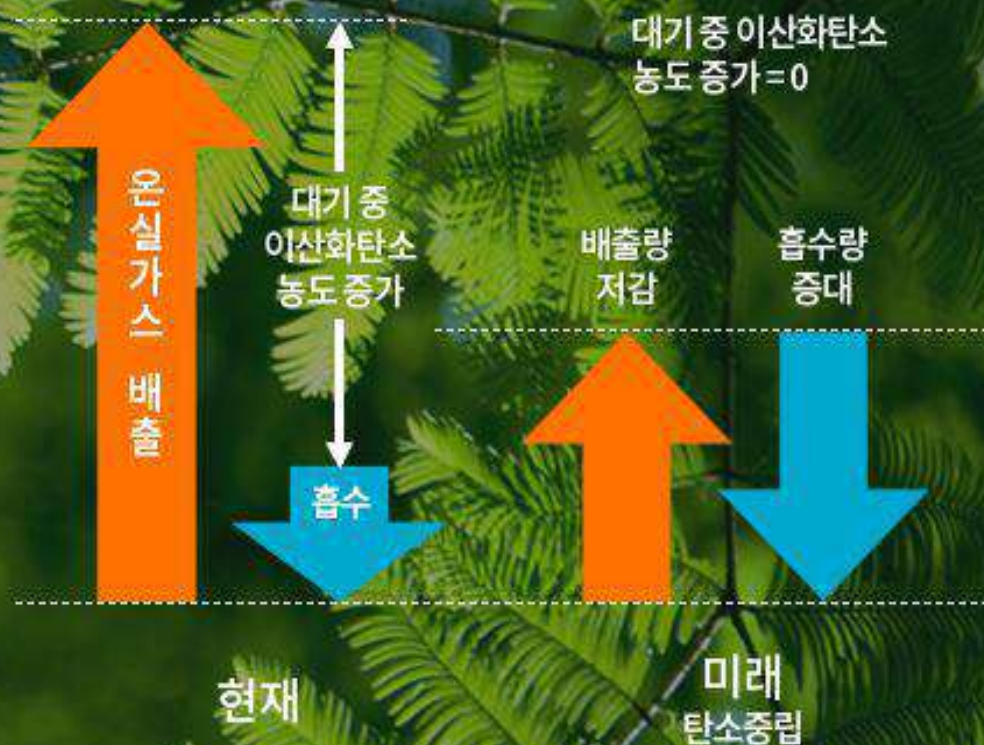 대기 중 이산화탄소
농도 증가 = 0
온실가스 배출
대기 중
이산화탄소
농도 증가
흡수
배출량
저감
흡수량
증대
현재
미래
탄소중립